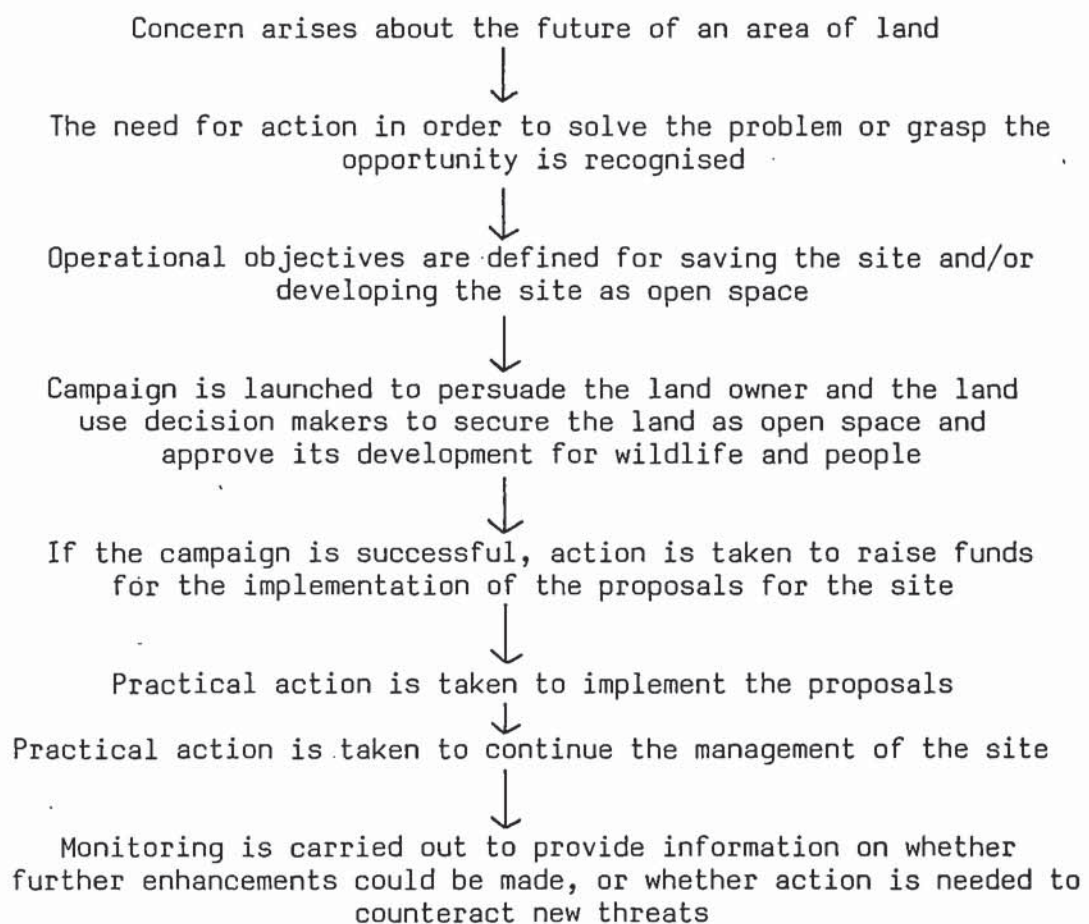 Concern arises about the future of an area of land
The need for action in order to solve the problem or grasp the
opportunity is recognised
Operational objectives are defined for saving the site and/or
developing the site as open space
Campaign is launched to persuade the land owner and the land
use decision makers to secure the land as open space and
approve its development for wildlife and people
If the campaign is successful, action is taken to raise funds
for the implementation of the proposals for the site
Practical action is taken to implement the proposals
Practical action is taken to continue the management of the site
Monitoring is carried out to provide information on whether
further enhancements could be made, or whether action is needed to
counteract new threats